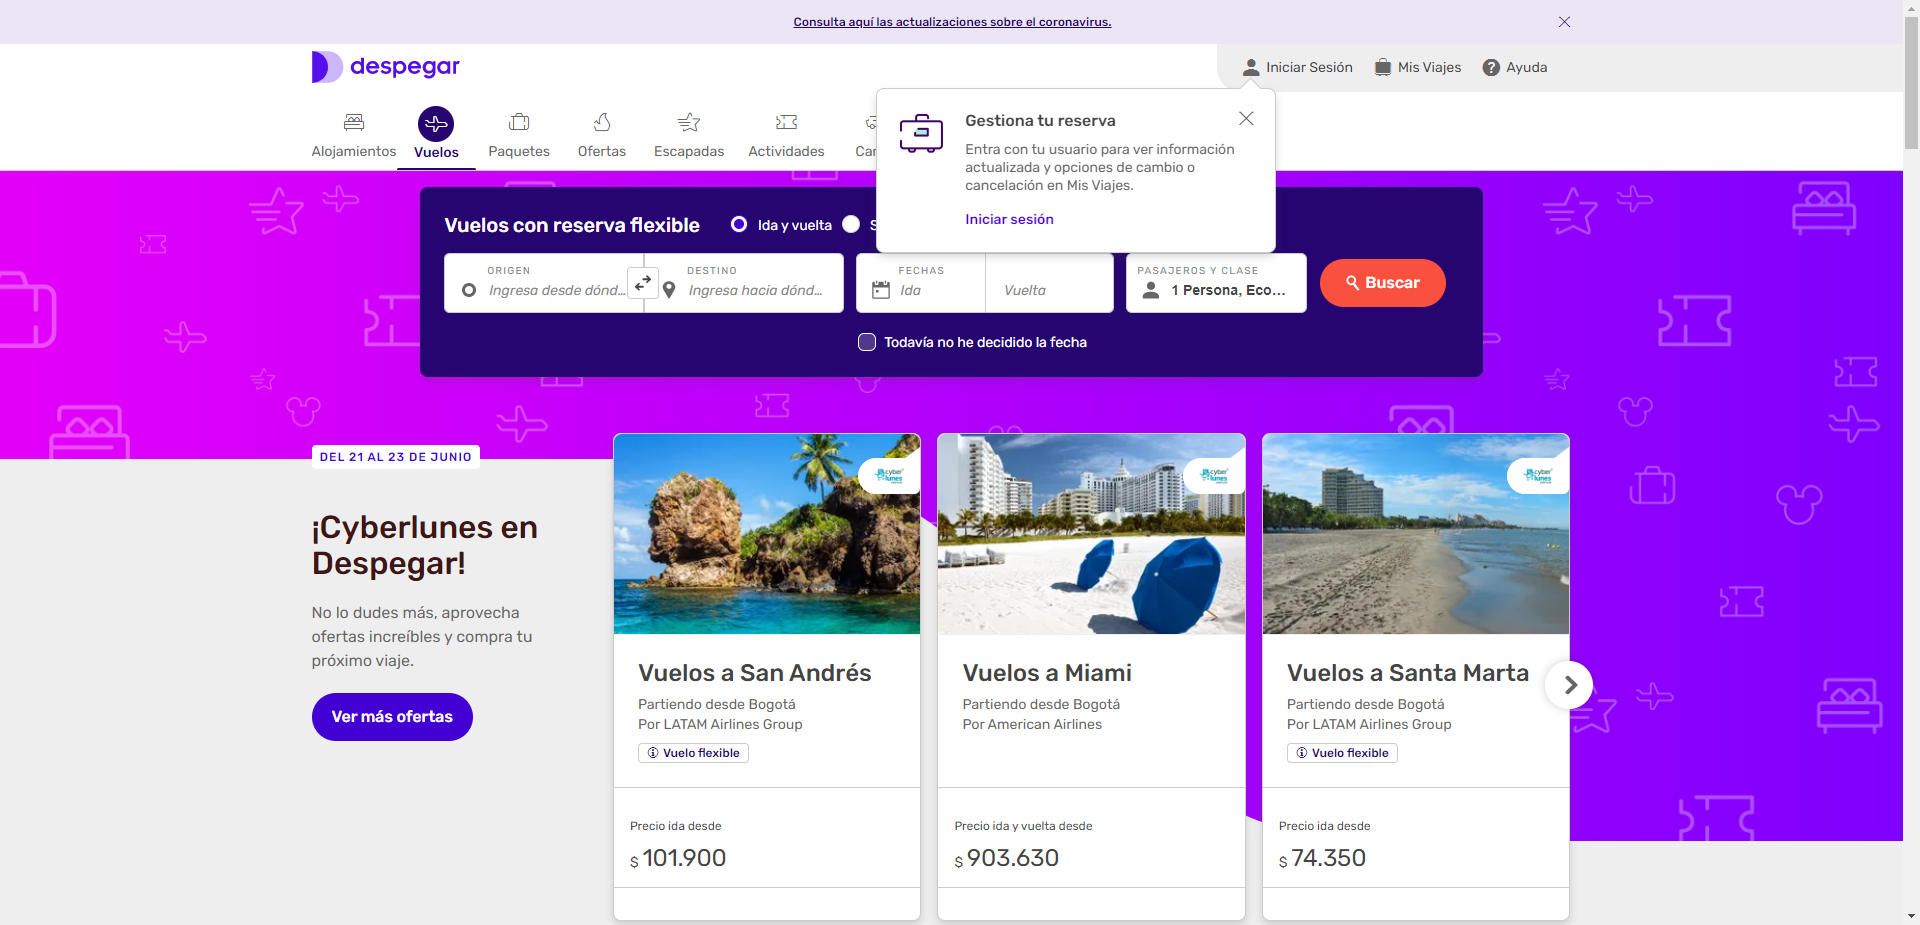 Consulta aquí las actualizaciones sobre el coronavirus.
despegar
Iniciar Sesión
Mis Viajes
Ayuda
Alojamientos
Vuelos
Paquetes
Ofertas
Escapadas
Actividades
Gestiona tu reserva
Entra con tu usuario para ver información
actualizada y opciones de cambio o
cancelación en Mis Viajes.
Iniciar sesión
Vuelos con reserva flexible
Ida y vuelta
ORIGEN
Ingresa desde dónd...
DESTINO
Ingresa hacia dónd...
FECHAS
Ida
Vuelta
PASAJEROS Y CLASE
1 Persona, Eco...
Buscar
Todavía no he decidido la fecha
DEL 21 AL 23 DE JUNIO
¡Cyberlunes en
Despegar!
No lo dudes más, aprovecha
ofertas increíbles y compra tu
próximo viaje.
Ver más ofertas
cyber
lunes
Vuelos a San Andrés
Partiendo desde Bogotá
Por LATAM Airlines Group
Vuelo flexible
Precio ida desde
$ 101.900
cyber
lunes
Vuelos a Miami
Partiendo desde Bogotá
Por American Airlines
Precio ida y vuelta desde
$ 903.630
cyber
lunes
Vuelos a Santa Marta
Partiendo desde Bogotá
Por LATAM Airlines Group
Vuelo flexible
Precio ida desde
$ 74.350